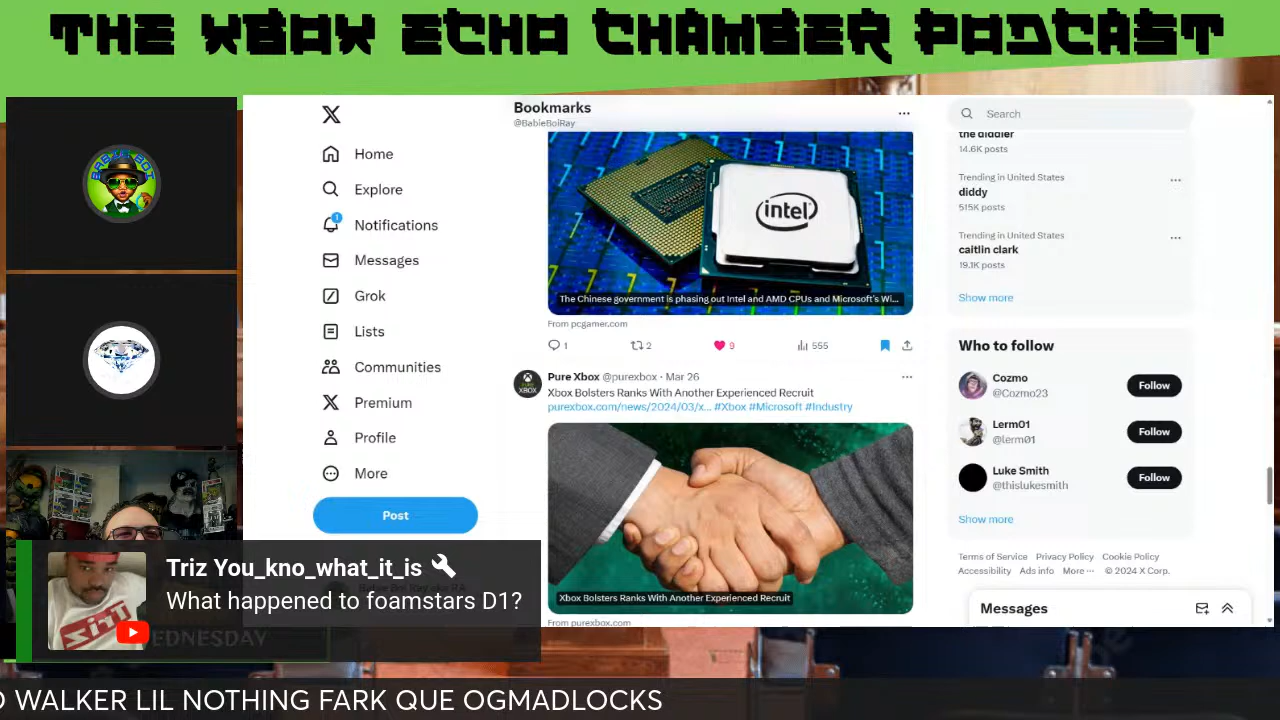 THE XBOX ECHO CHAMBER PODCAST
BABIE BOI
Home
Explore
1
Notifications
Messages
Grok
Lists
Communities
Premium
Profile
More
Post
Bookmarks
@BabieBoiRay
intel
The Chinese government is phasing out Intel and AMD CPUs and Microsoft's Wi...
From pcgamer.com
1
2
9
555
PURE XBOX
Pure Xbox @purexbox · Mar 26
Xbox Bolsters Ranks With Another Experienced Recruit
purexbox.com/news/2024/03/x... #Xbox #Microsoft #Industry
Xbox Bolsters Ranks With Another Experienced Recruit
From purexbox.com
Search
the diddler
14.6K posts
Trending in United States
diddy
515K posts
Trending in United States
caitlin clark
19.1K posts
Show more
Who to follow
Cozmo
@Cozmo23
Follow
Lerm01
@lerm01
Follow
Luke Smith
@thislukesmith
Follow
Show more
Terms of Service Privacy Policy Cookie Policy
Accessibility Ads info More ··· © 2024 X Corp.
Messages
Triz You_kno_what_it_is
What happened to foamstars D1?
EDNESDAY
WALKER LIL NOTHING FARK QUE OGMADLOCKS